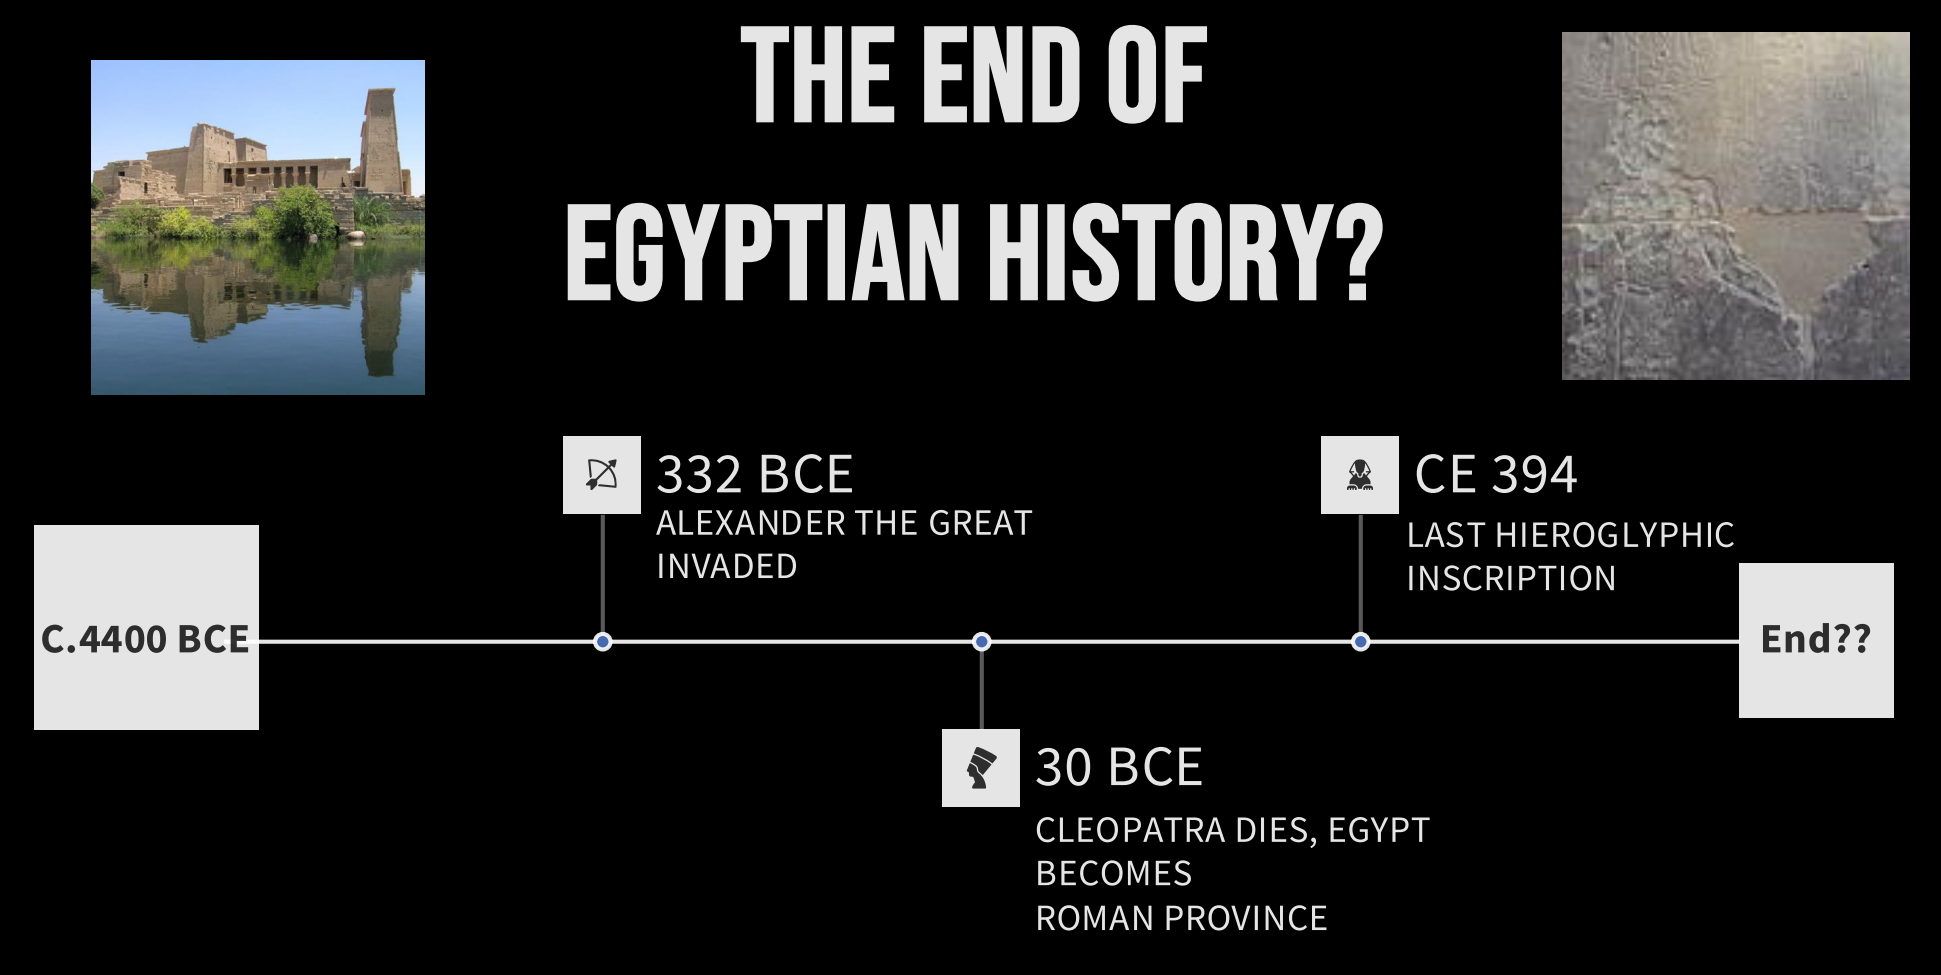 THE END OF
EGYPTIAN HISTORY?
332 BCE
ALEXANDER THE GREAT
INVADED
CE 394
LAST HIEROGLYPHIC
INSCRIPTION
C.4400 BCE
End??
30 BCE
CLEOPATRA DIES, EGYPT
BECOMES
ROMAN PROVINCE